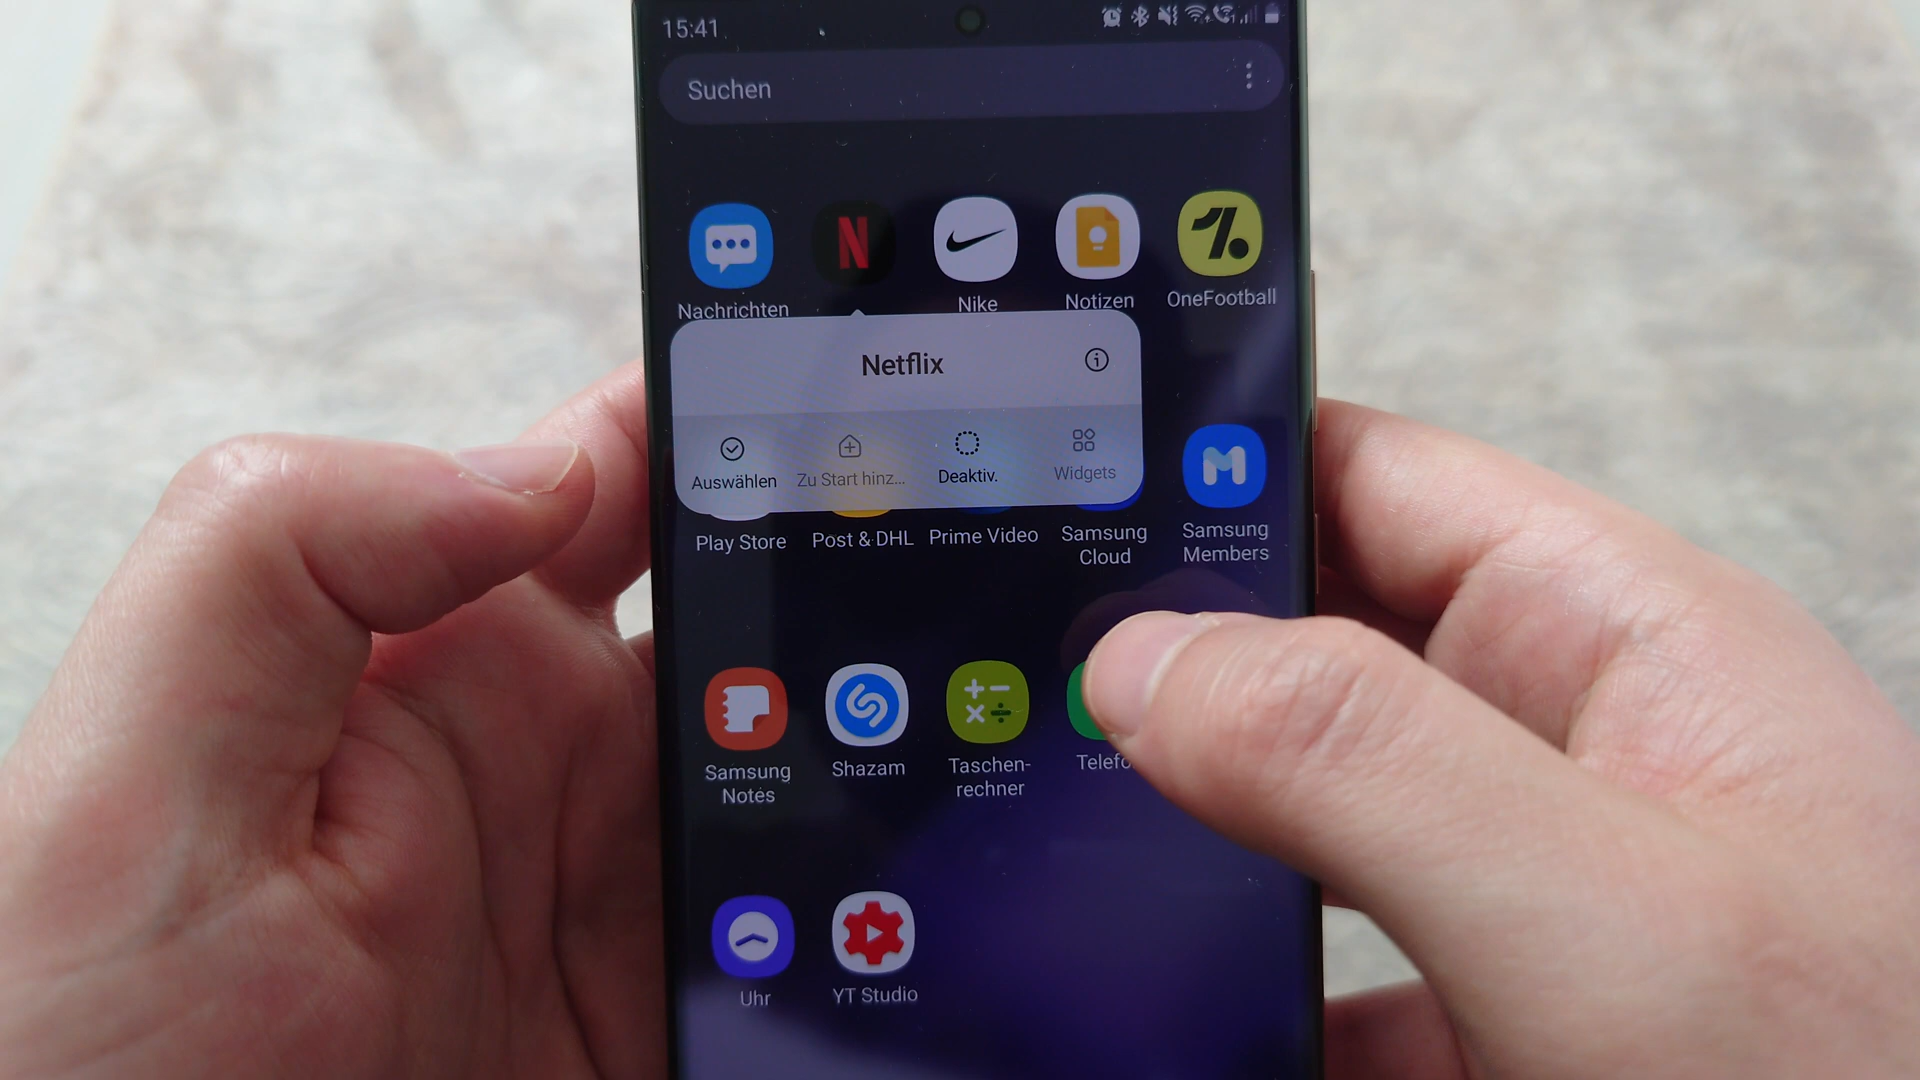 15:41
Suchen
N
Nachrichten
Nike
Notizen
OneFootball
Netflix
Auswählen
Zu Start hinz...
Deaktiv.
Widgets
Play Store
Post & DHL
Prime Video
Samsung
Cloud
Samsung
Members
Samsung
Notes
Shazam
Taschen-
rechner
Telefo
Uhr
YT Studio